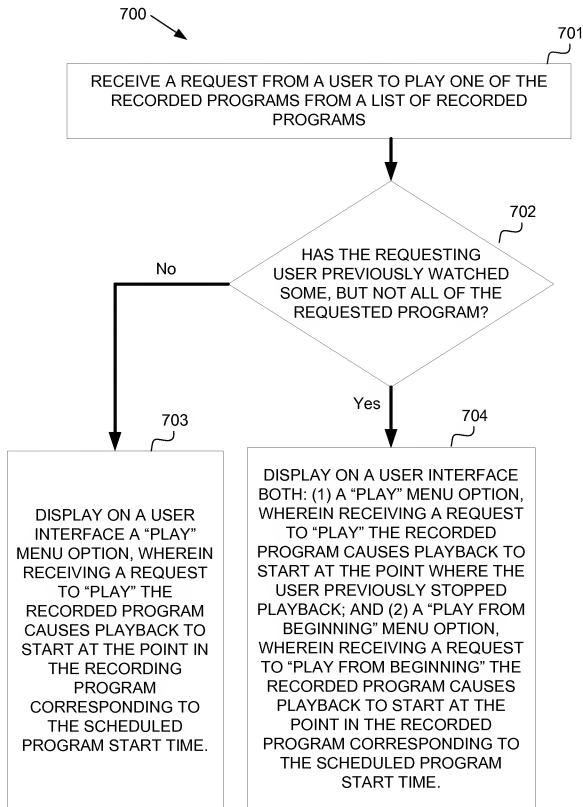 700
701
RECEIVE A REQUEST FROM A USER TO PLAY ONE OF THE
RECORDED PROGRAMS FROM A LIST OF RECORDED
PROGRAMS
702
HAS THE REQUESTING
USER PREVIOUSLY WATCHED
SOME, BUT NOT ALL OF THE
REQUESTED PROGRAM?
No
Yes
703
DISPLAY ON A USER
INTERFACE A “PLAY”
MENU OPTION, WHEREIN
RECEIVING A REQUEST
TO “PLAY” THE
RECORDED PROGRAM
CAUSES PLAYBACK TO
START AT THE POINT IN
THE RECORDING
PROGRAM
CORRESPONDING TO
THE SCHEDULED
PROGRAM START TIME.
704
DISPLAY ON A USER INTERFACE
BOTH: (1) A “PLAY” MENU OPTION,
WHEREIN RECEIVING A REQUEST
TO “PLAY” THE RECORDED
PROGRAM CAUSES PLAYBACK TO
START AT THE POINT WHERE THE
USER PREVIOUSLY STOPPED
PLAYBACK; AND (2) A “PLAY FROM
BEGINNING” MENU OPTION,
WHEREIN RECEIVING A REQUEST
TO “PLAY FROM BEGINNING” THE
RECORDED PROGRAM CAUSES
PLAYBACK TO START AT THE
POINT IN THE RECORDED
PROGRAM CORRESPONDING TO
THE SCHEDULED PROGRAM
START TIME.